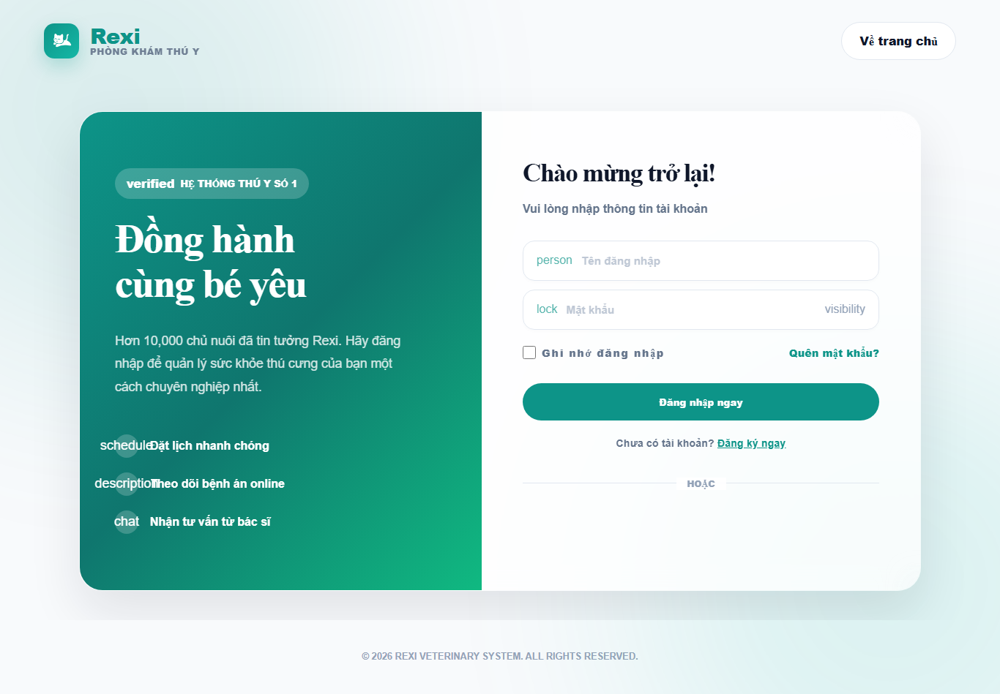 Rexi
PHÒNG KHÁM THÚ Y
Về trang chủ
verified HỆ THỐNG THÚ Y SỐ 1
Đồng hành
cùng bé yêu
Hơn 10,000 chủ nuôi đã tin tưởng Rexi. Hãy đăng
nhập để quản lý sức khỏe thú cưng của bạn một
cách chuyên nghiệp nhất.
schedule Đặt lịch nhanh chóng
description Theo dõi bệnh án online
chat Nhận tư vấn từ bác sĩ
Chào mừng trở lại!
Vui lòng nhập thông tin tài khoản
person Tên đăng nhập
lock Mật khẩu visibility
Ghi nhớ đăng nhập Quên mật khẩu?
Đăng nhập ngay
Chưa có tài khoản? Đăng ký ngay
HOẶC
© 2026 REXI VETERINARY SYSTEM. ALL RIGHTS RESERVED.